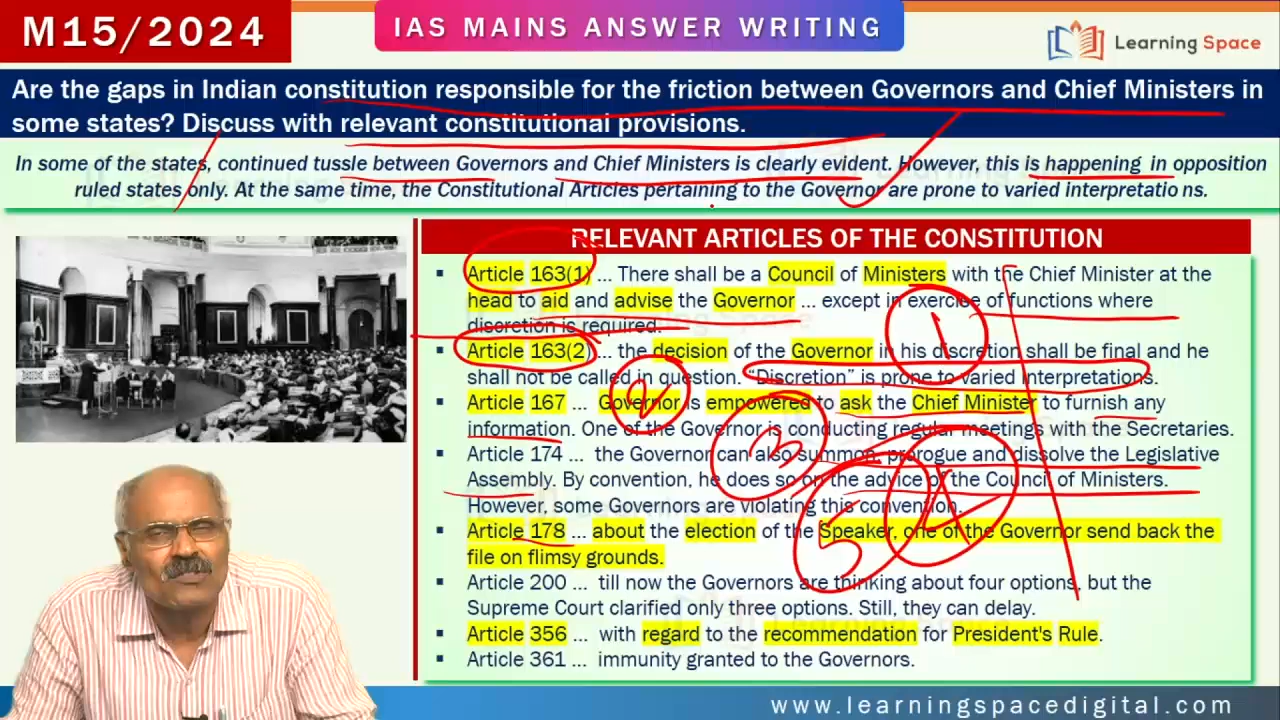 M15/2024
IAS MAINS ANSWER WRITING
Learning Space
Are the gaps in Indian constitution responsible for the friction between Governors and Chief Ministers in
some states? Discuss with relevant constitutional provisions.
In some of the states, continued tussle between Governors and Chief Ministers is clearly evident. However, this is happening in opposition
ruled states only. At the same time, the Constitutional Articles pertaining to the Governor are prone to varied interpretations.
RELEVANT ARTICLES OF THE CONSTITUTION
▪ Article 163(1) ... There shall be a Council of Ministers with the Chief Minister at the
head to aid and advise the Governor ... except in exercise of functions where
discretion is required.
▪ Article 163(2) ... the decision of the Governor in his discretion shall be final and he
shall not be called in question. “Discretion” is prone to varied interpretations.
▪ Article 167 ... Governor is empowered to ask the Chief Minister to furnish any
information. One of the Governor is conducting regular meetings with the Secretaries.
▪ Article 174 ... the Governor can also summon, prorogue and dissolve the Legislative
Assembly. By convention, he does so on the advice of the Council of Ministers.
However, some Governors are violating this convention.
▪ Article 178 ... about the election of the Speaker, one of the Governor send back the
file on flimsy grounds.
▪ Article 200 ... till now the Governors are thinking about four options, but the
Supreme Court clarified only three options. Still, they can delay.
▪ Article 356 ... with regard to the recommendation for President's Rule.
▪ Article 361 ... immunity granted to the Governors.
1
2
3
4
5
www.learningspacedigital.com